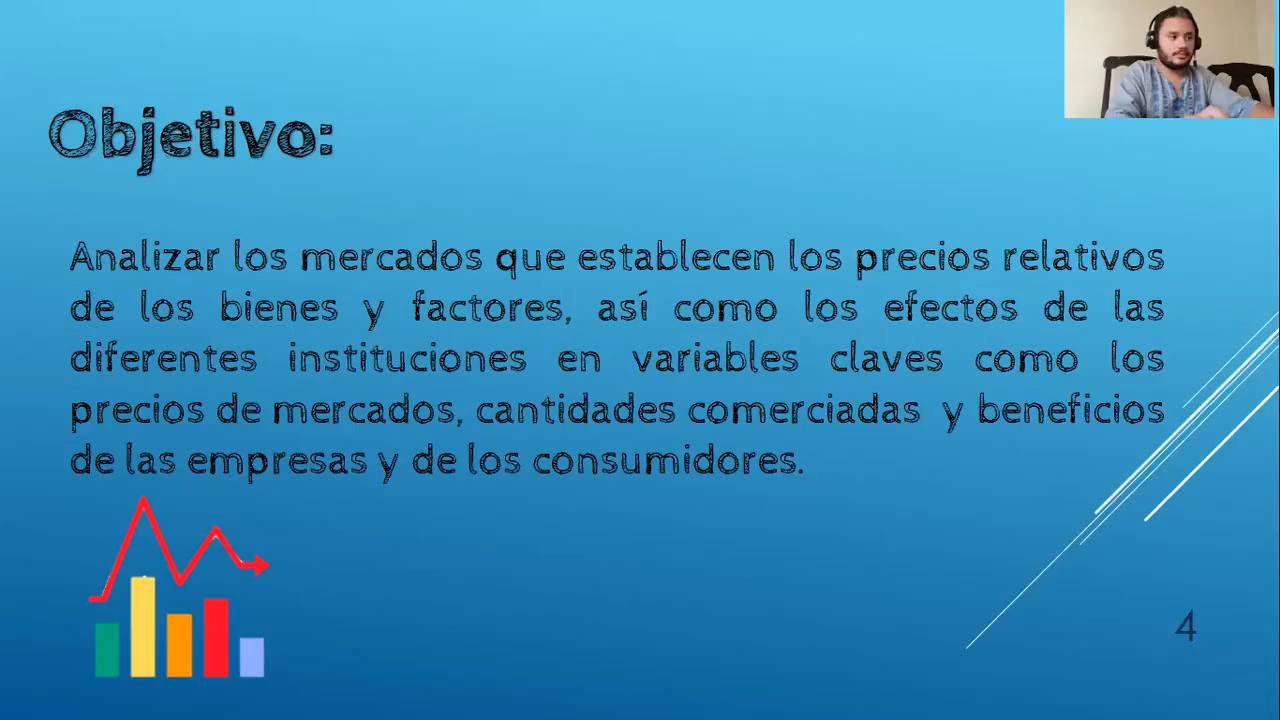 Objetivo:
Analizar los mercados que establecen los precios relativos
de los bienes y factores, así como los efectos de las
diferentes instituciones en variables claves como los
precios de mercados, cantidades comerciadas y beneficios
de las empresas y de los consumidores.
4